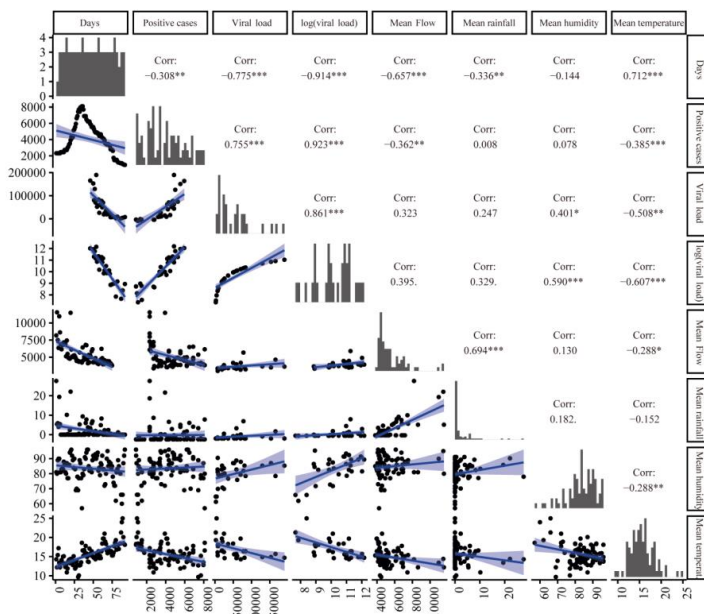 Days Positive cases Viral load log(viral load) Mean Flow Mean rainfall Mean humidity Mean temperature
4
3
2
1
0
Corr: Corr: Corr: Corr: Corr: Corr: Corr:
−0.308** −0.775*** −0.914*** −0.657*** −0.336** −0.144 0.712***
Days
8000
6000
4000
2000
Corr: Corr: Corr: Corr: Corr: Corr:
0.755*** 0.923*** −0.362** 0.008 0.078 −0.385***
Positive cases
200000
100000
0
Corr: Corr: Corr: Corr: Corr:
0.861*** 0.323 0.247 0.401* −0.508**
Viral load
12
11
10
9
8
Corr: Corr: Corr: Corr:
0.395. 0.329. 0.590*** −0.607***
log(viral load)
10000
7500
5000
Corr: Corr: Corr:
0.694*** 0.130 −0.288*
Mean Flow
20
10
0
Corr: Corr:
0.182. −0.152
Mean rainfall
90
80
70
60
Corr:
−0.288**
Mean humidity
25
20
15
10
Mean temperat
0 25 50 75
2000 4000 6000 8000
0 50000
8 9 10 11 12
4000 6000 8000
0 10 20
60 70 80 90
10 15 20 25